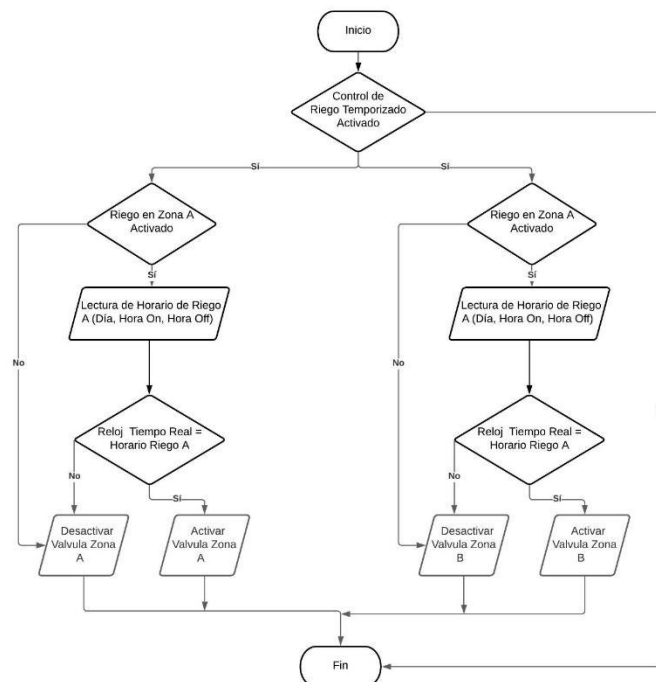 Inicio
Control de
Riego Temporizado
Activado
Sí
Sí
Riego en Zona A
Activado
Riego en Zona A
Activado
Sí
Sí
Lectura de Horario de Riego
A (Día, Hora On, Hora Off)
Lectura de Horario de Riego
A (Día, Hora On, Hora Off)
No
No
Reloj Tiempo Real =
Horario Riego A
Reloj Tiempo Real =
Horario Riego A
No
Sí
No
Sí
Desactivar
Valvula Zona
A
Activar
Valvula Zona
A
Desactivar
Valvula Zona
B
Activar
Valvula Zona
B
Fin